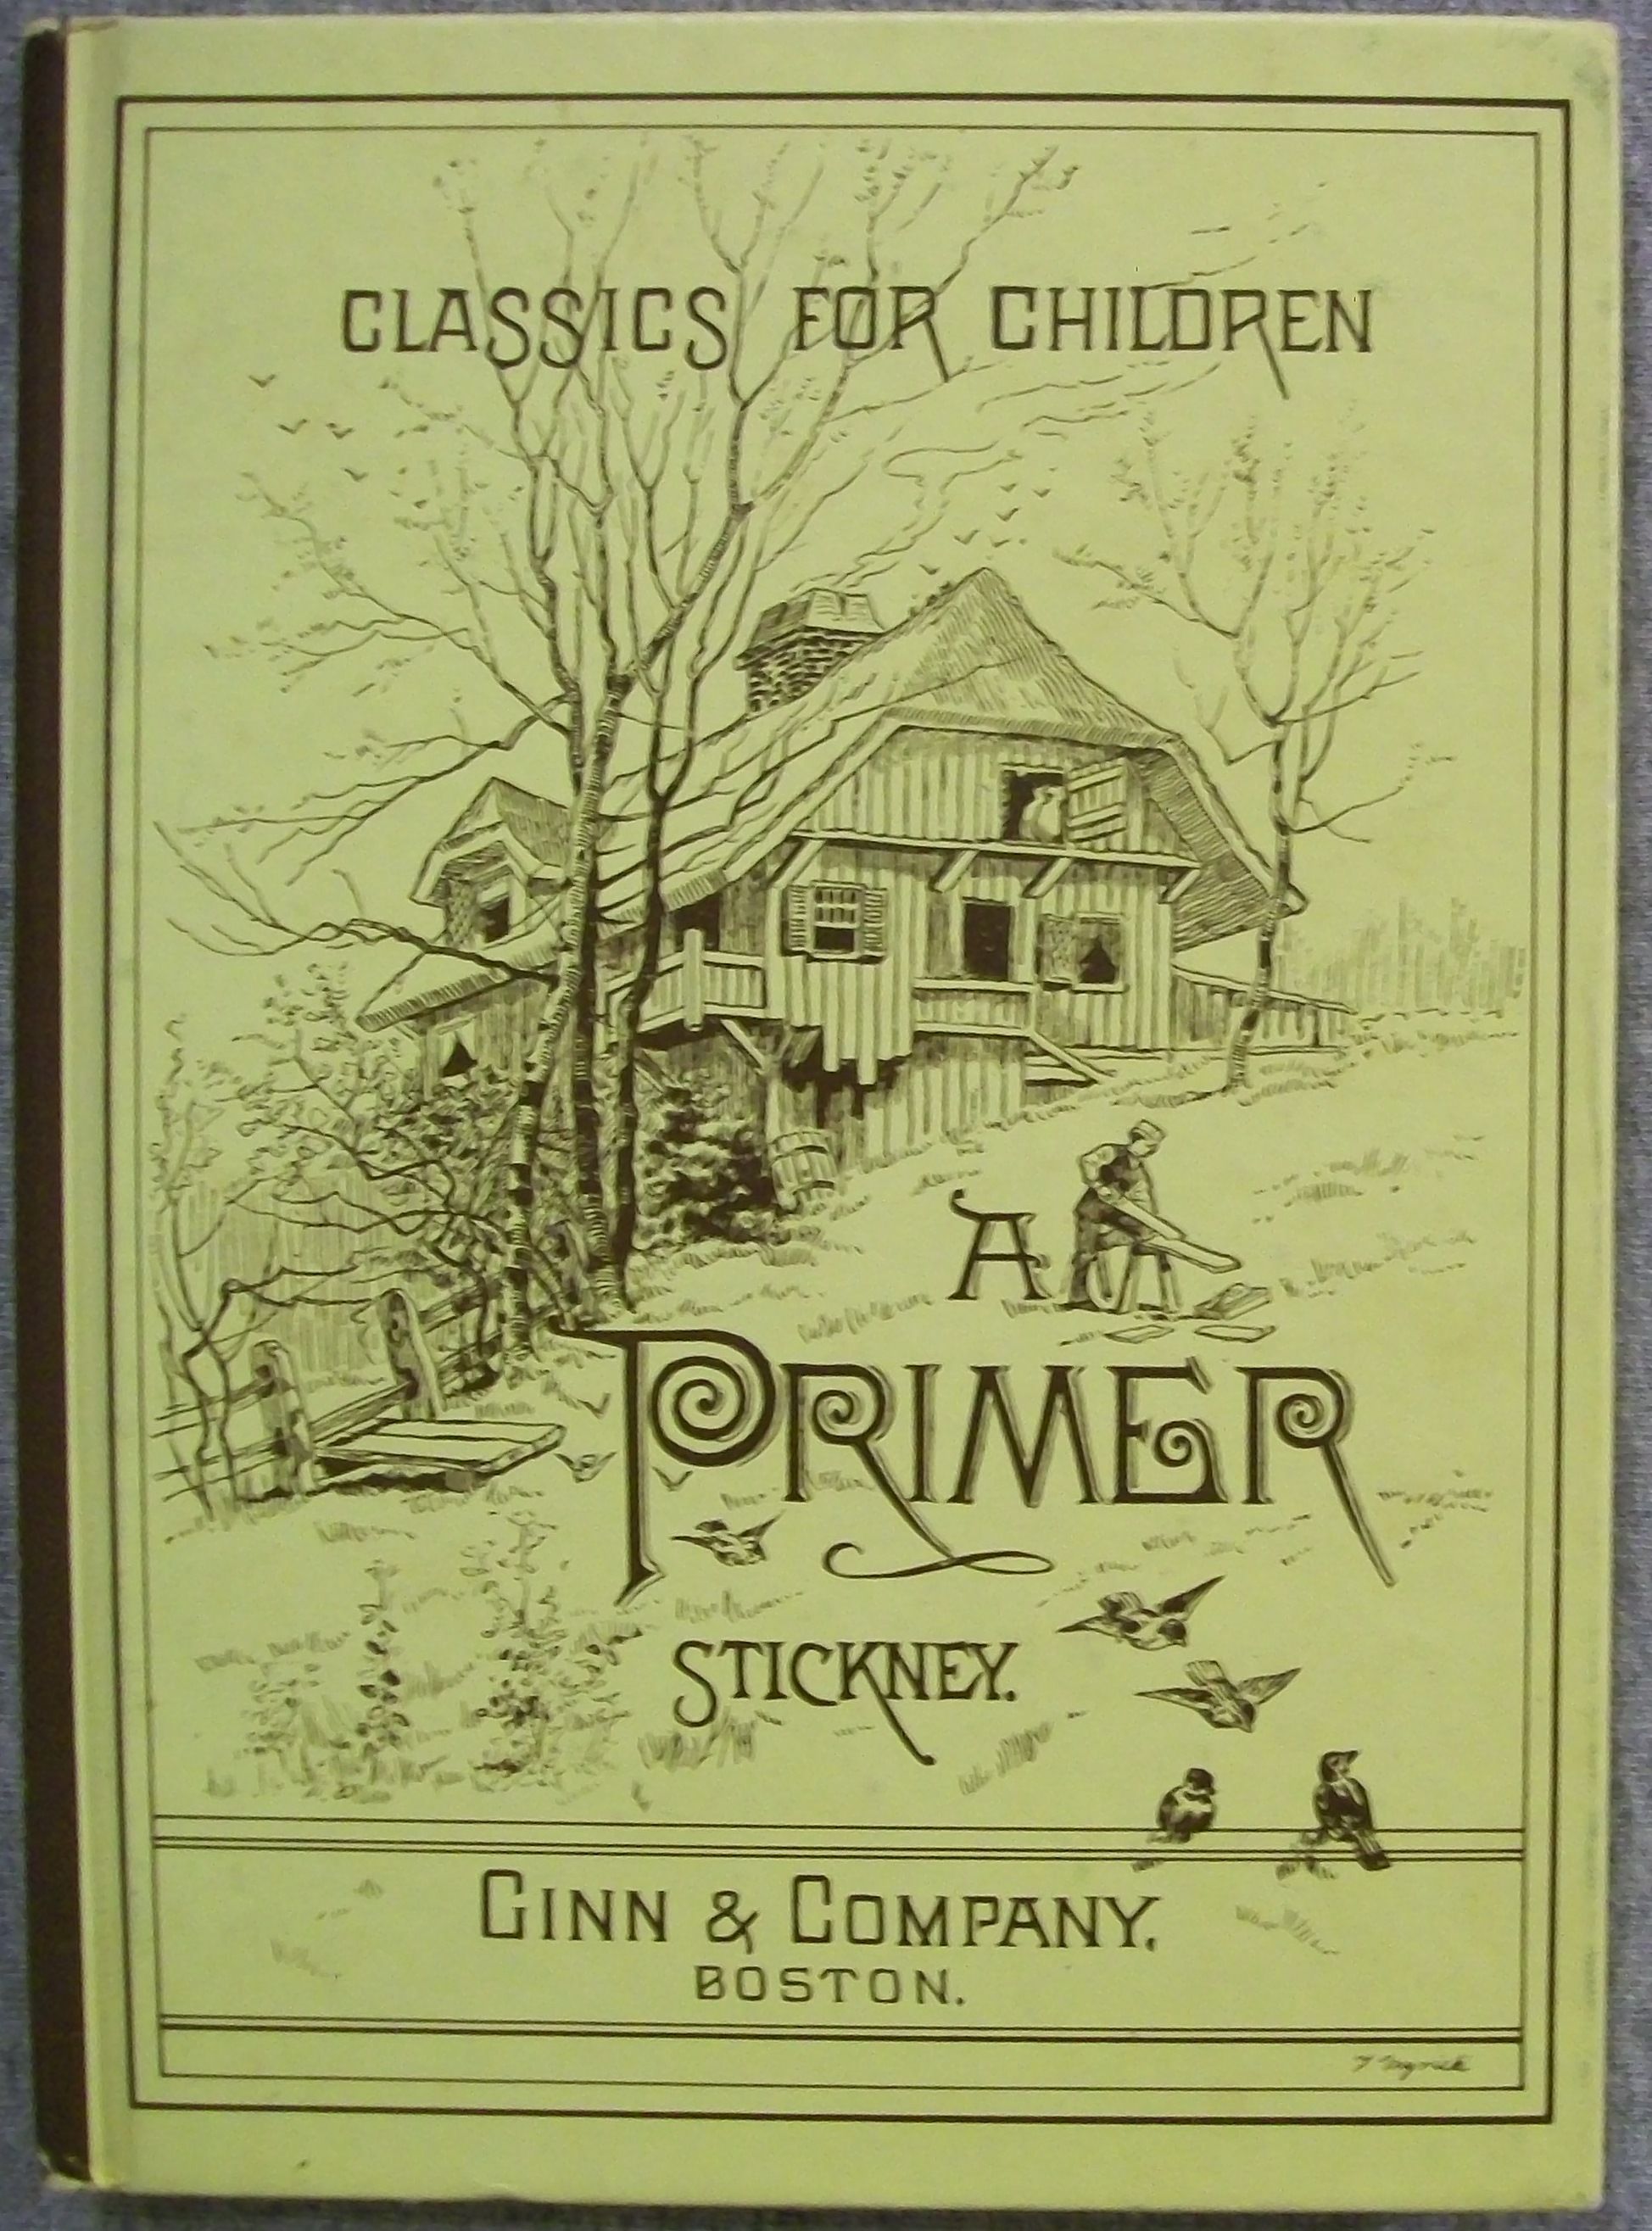 CLASSICS FOR CHILDREN
A
PRIMER
STICKNEY.
GINN & COMPANY.
BOSTON.